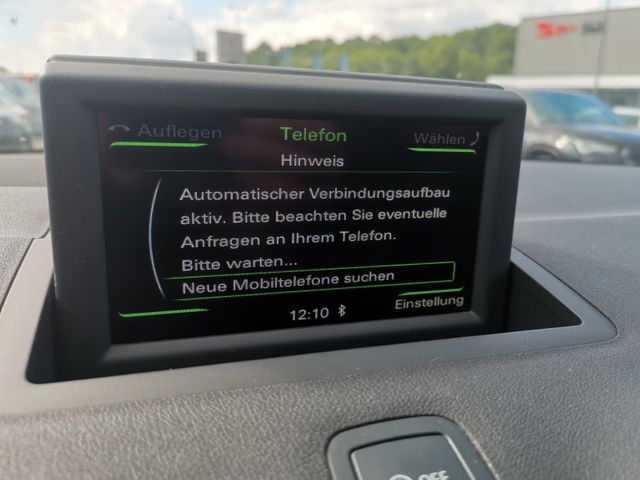 Auflegen
Telefon
Wählen
Hinweis
Automatischer Verbindungsaufbau
aktiv. Bitte beachten Sie eventuelle
Anfragen an Ihrem Telefon.
Bitte warten...
Neue Mobiltelefone suchen
Einstellung
12:10
OFF